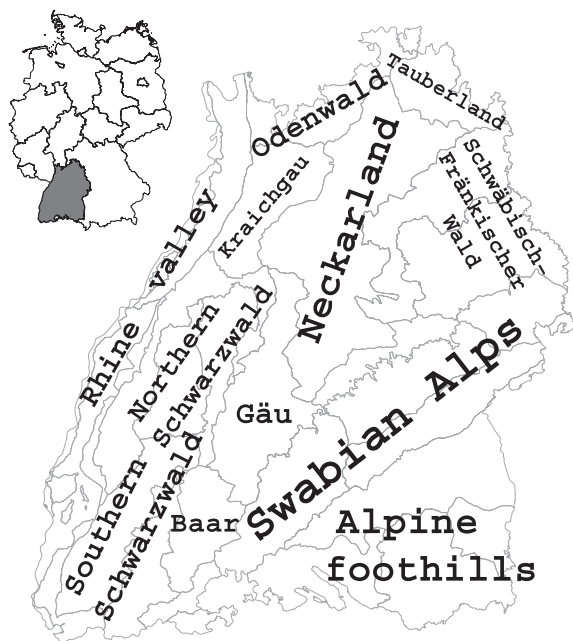 Tauberland
Odenwald
Schwäbisch-
Fränkischer
Wald
Kraichgau
Neckarland
Rhine valley
Northern
Schwarzwald
Gäu
Swabian Alps
Southern
Schwarzwald
Baar
Alpine
foothills